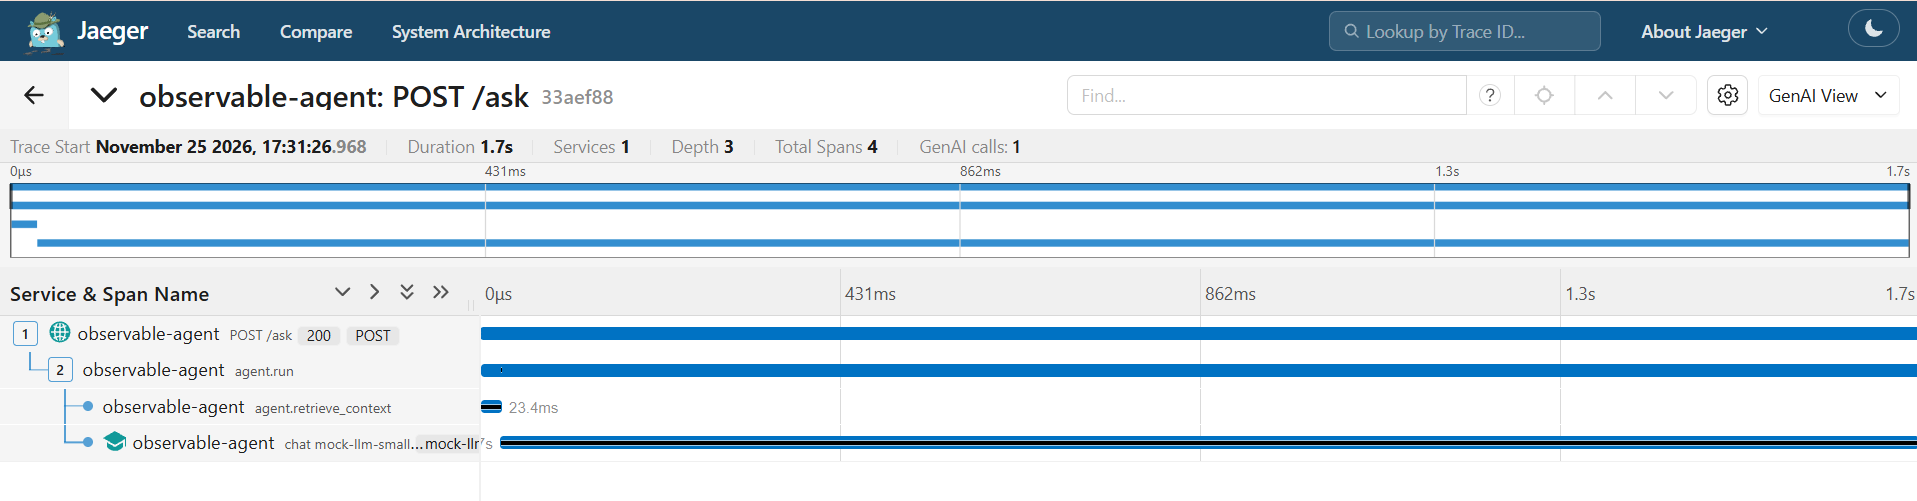 Jaeger Search Compare System Architecture Lookup by Trace ID... About Jaeger
observable-agent: POST /ask 33aef88 Find... ? GenAI View
Trace Start November 25 2026, 17:31:26.968 Duration 1.7s Services 1 Depth 3 Total Spans 4 GenAI calls: 1
0μs 431ms 862ms 1.3s 1.7s
Service & Span Name 0μs 431ms 862ms 1.3s 1.7s
1 observable-agent POST /ask 200 POST
2 observable-agent agent.run
observable-agent agent.retrieve_context 23.4ms
observable-agent chat mock-llm-small... mock-llr 7s